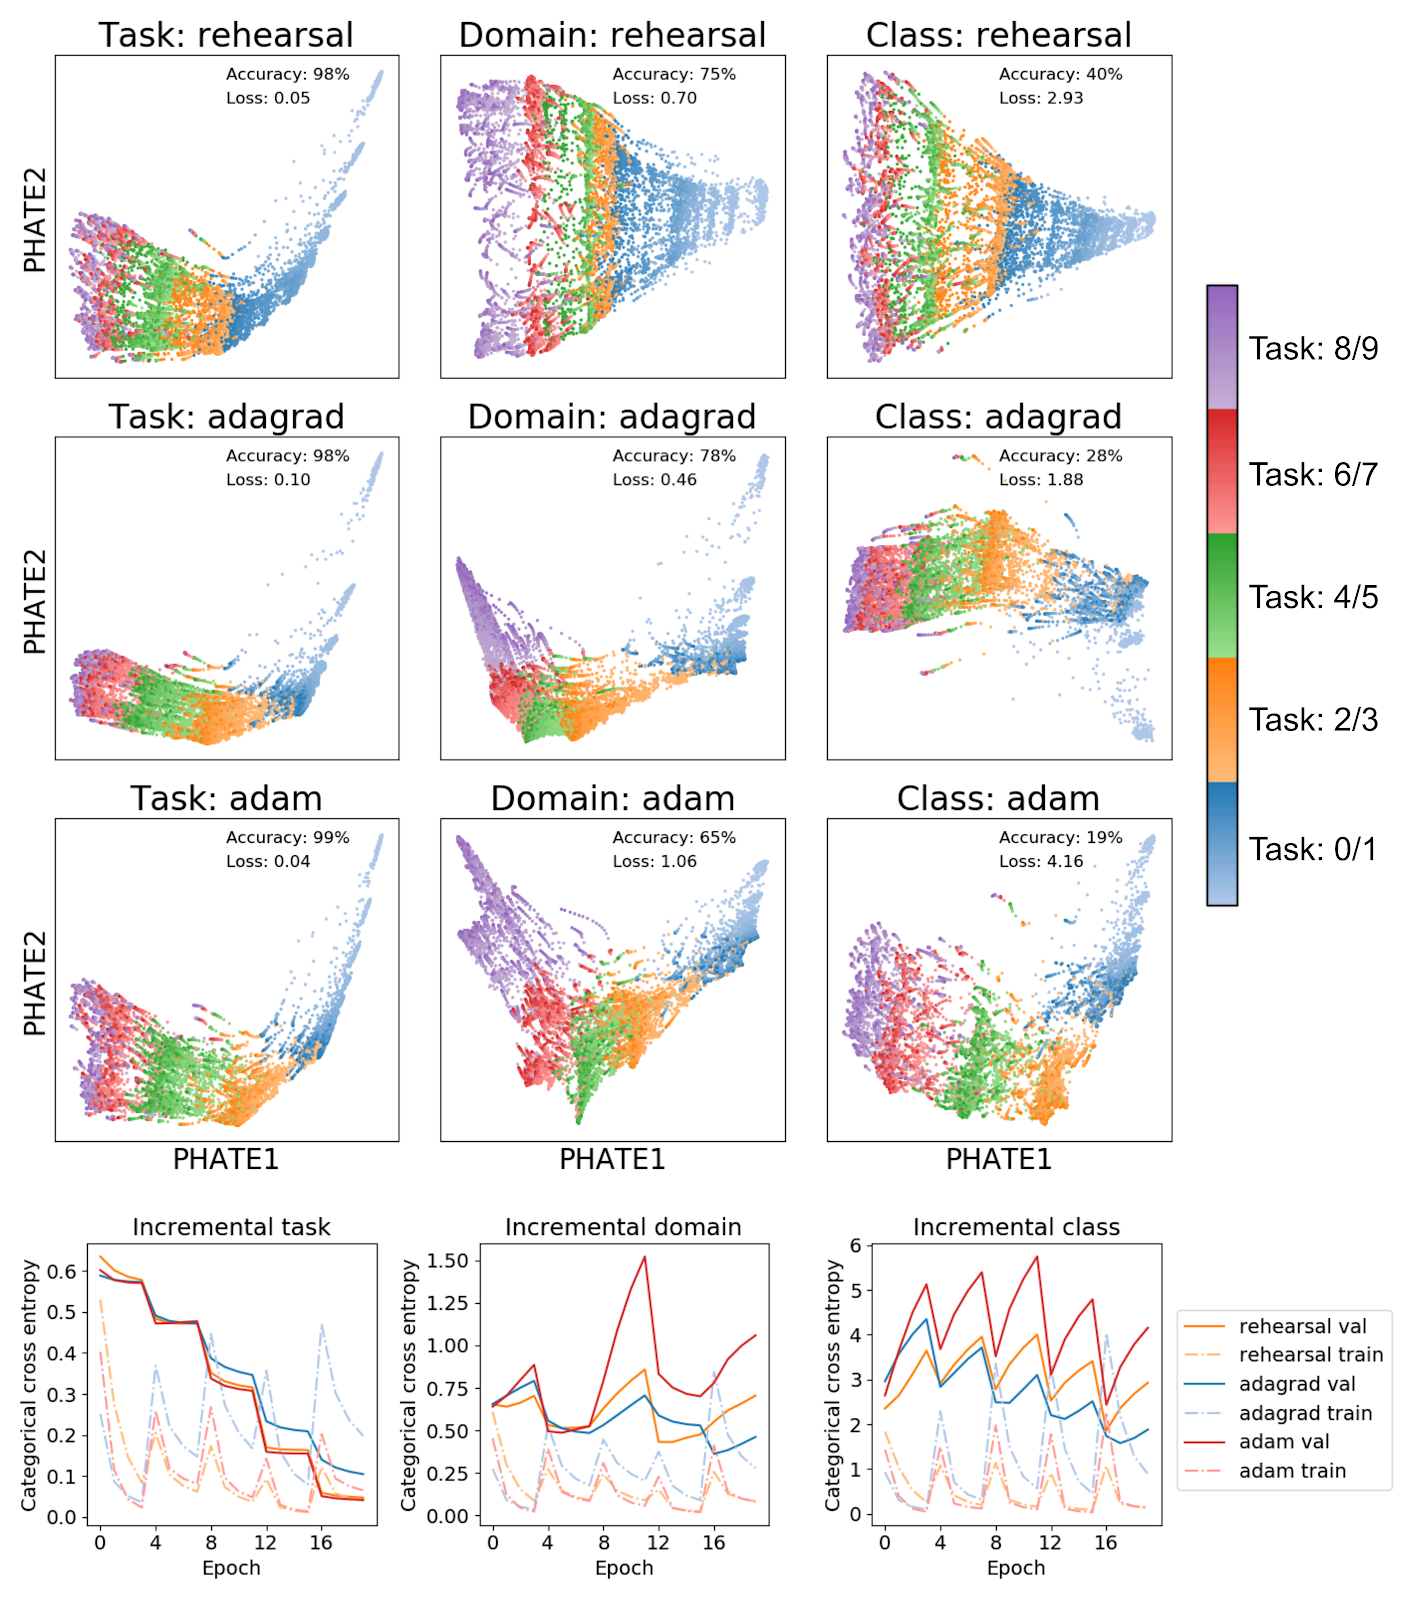 Task: rehearsal
Domain: rehearsal
Class: rehearsal
Accuracy: 98%
Loss: 0.05
Accuracy: 75%
Loss: 0.70
Accuracy: 40%
Loss: 2.93
PHATE2
Task: adagrad
Domain: adagrad
Class: adagrad
Accuracy: 98%
Loss: 0.10
Accuracy: 78%
Loss: 0.46
Accuracy: 28%
Loss: 1.88
PHATE2
Task: adam
Domain: adam
Class: adam
Accuracy: 99%
Loss: 0.04
Accuracy: 65%
Loss: 1.06
Accuracy: 19%
Loss: 4.16
PHATE2
PHATE1
PHATE1
PHATE1
Task: 8/9
Task: 6/7
Task: 4/5
Task: 2/3
Task: 0/1
Incremental task
Categorical cross entropy
0.6
0.5
0.4
0.3
0.2
0.1
0.0
0 4 8 12 16
Epoch
Incremental domain
Categorical cross entropy
1.50
1.25
1.00
0.75
0.50
0.25
0.00
0 4 8 12 16
Epoch
Incremental class
Categorical cross entropy
6
5
4
3
2
1
0
0 4 8 12 16
Epoch
rehearsal val
rehearsal train
adagrad val
adagrad train
adam val
adam train